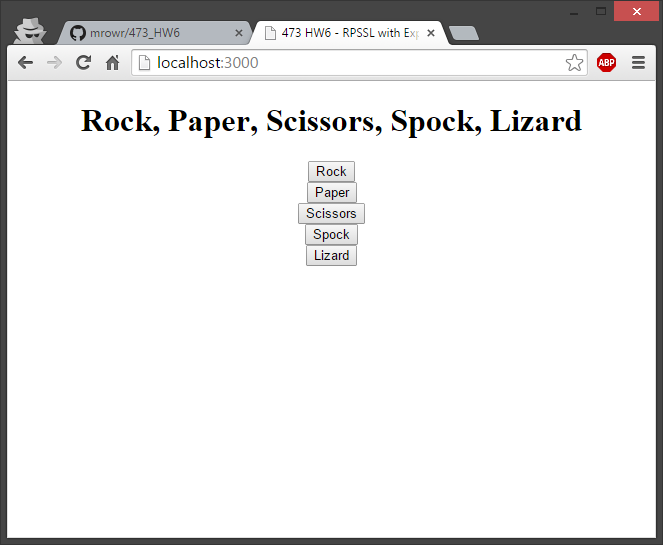 mrowr/473_HW6
473 HW6 - RPSSL with Exp
localhost:3000
ABP
Rock, Paper, Scissors, Spock, Lizard
Rock
Paper
Scissors
Spock
Lizard